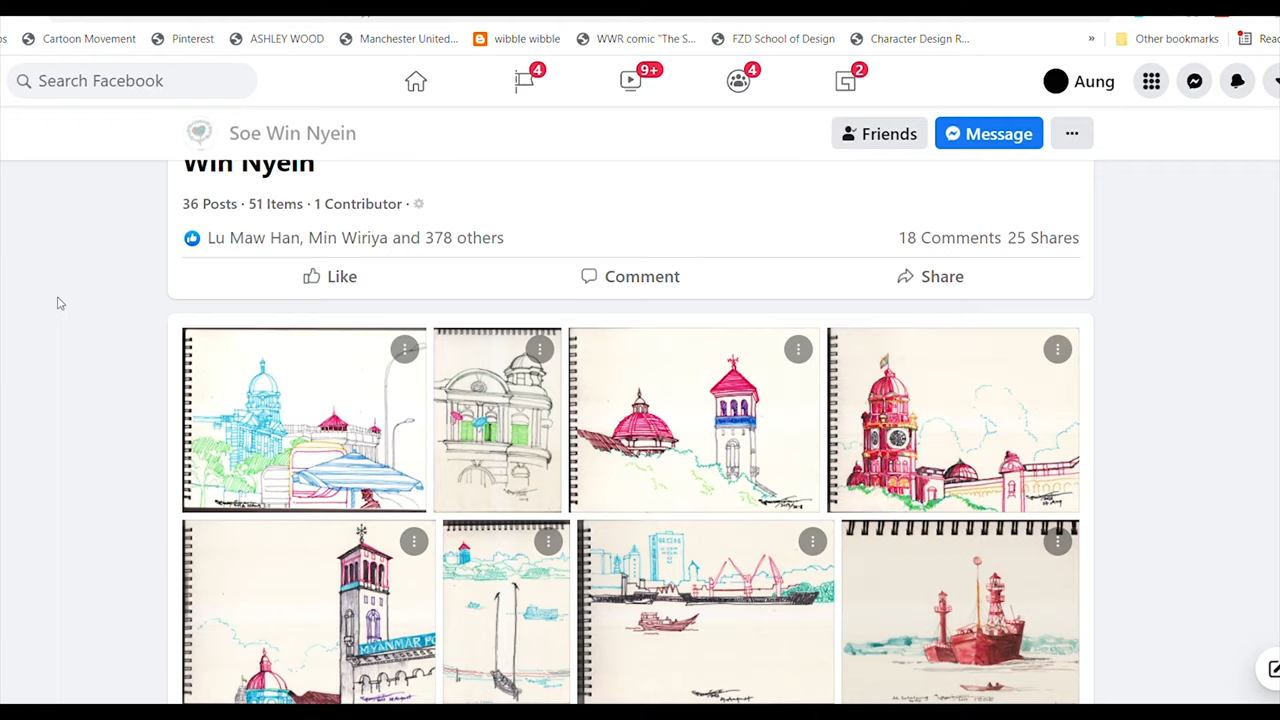 Cartoon Movement Pinterest ASHLEY WOOD Manchester United... wibble wibble WWR comic "The S... FZD School of Design Character Design R... » Other bookmarks Reac
Search Facebook 4 9+ 4 2 Aung
Soe Win Nyein Friends Message
Win Nyein
36 Posts · 51 Items · 1 Contributor ·
Lu Maw Han, Min Wiriya and 378 others 18 Comments 25 Shares
Like Comment Share
MYANMAR PO